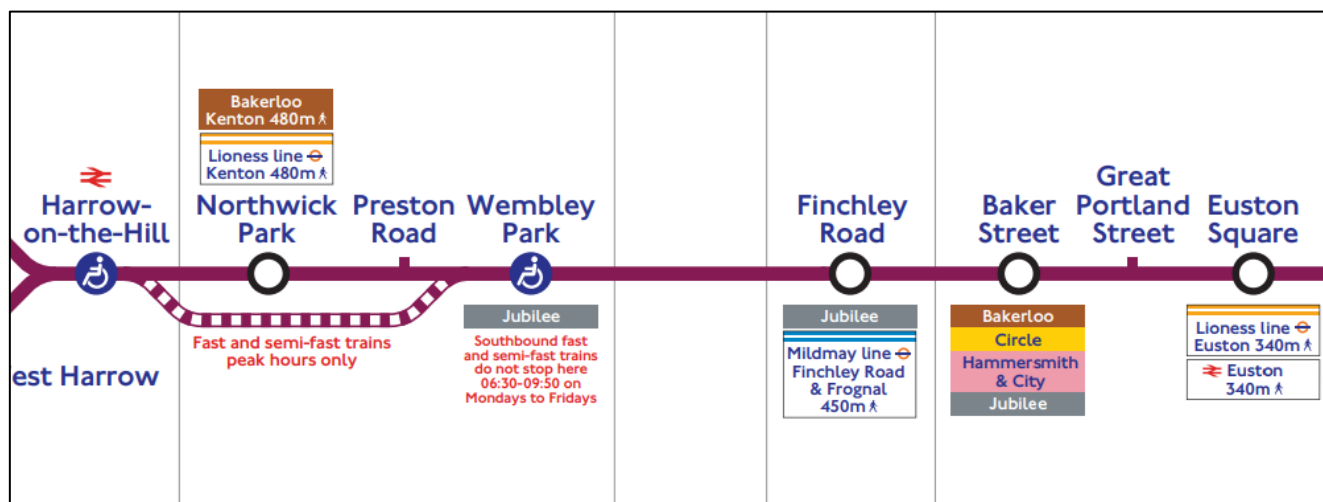 Bakerloo
Kenton 480m
Lioness line
Kenton 480m
Harrow-
on-the-Hill
Northwick
Park
Preston
Road
Wembley
Park
Finchley
Road
Baker
Street
Great
Portland
Street
Euston
Square
Fast and semi-fast trains
peak hours only
Jubilee
Southbound fast
and semi-fast trains
do not stop here
06:30-09:50 on
Mondays to Fridays
Jubilee
Mildmay line
Finchley Road
& Frognal
450m
Bakerloo
Circle
Hammersmith
& City
Jubilee
Lioness line
Euston 340m
Euston
340m
est Harrow